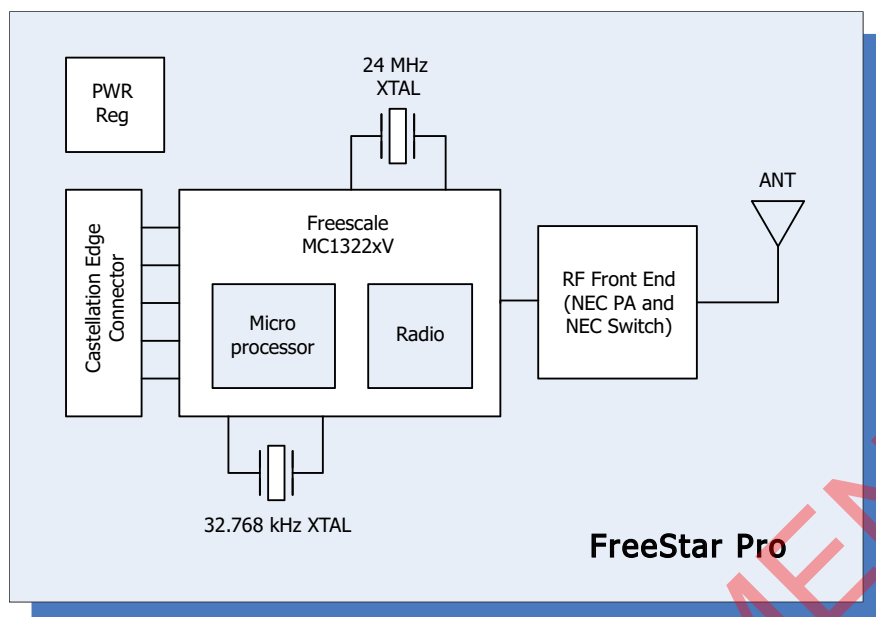 PWR
Reg
24 MHz
XTAL
Castellation Edge
Connector
Freescale
MC1322xV
Micro
processor
Radio
RF Front End
(NEC PA and
NEC Switch)
ANT
32.768 kHz XTAL
FreeStar Pro